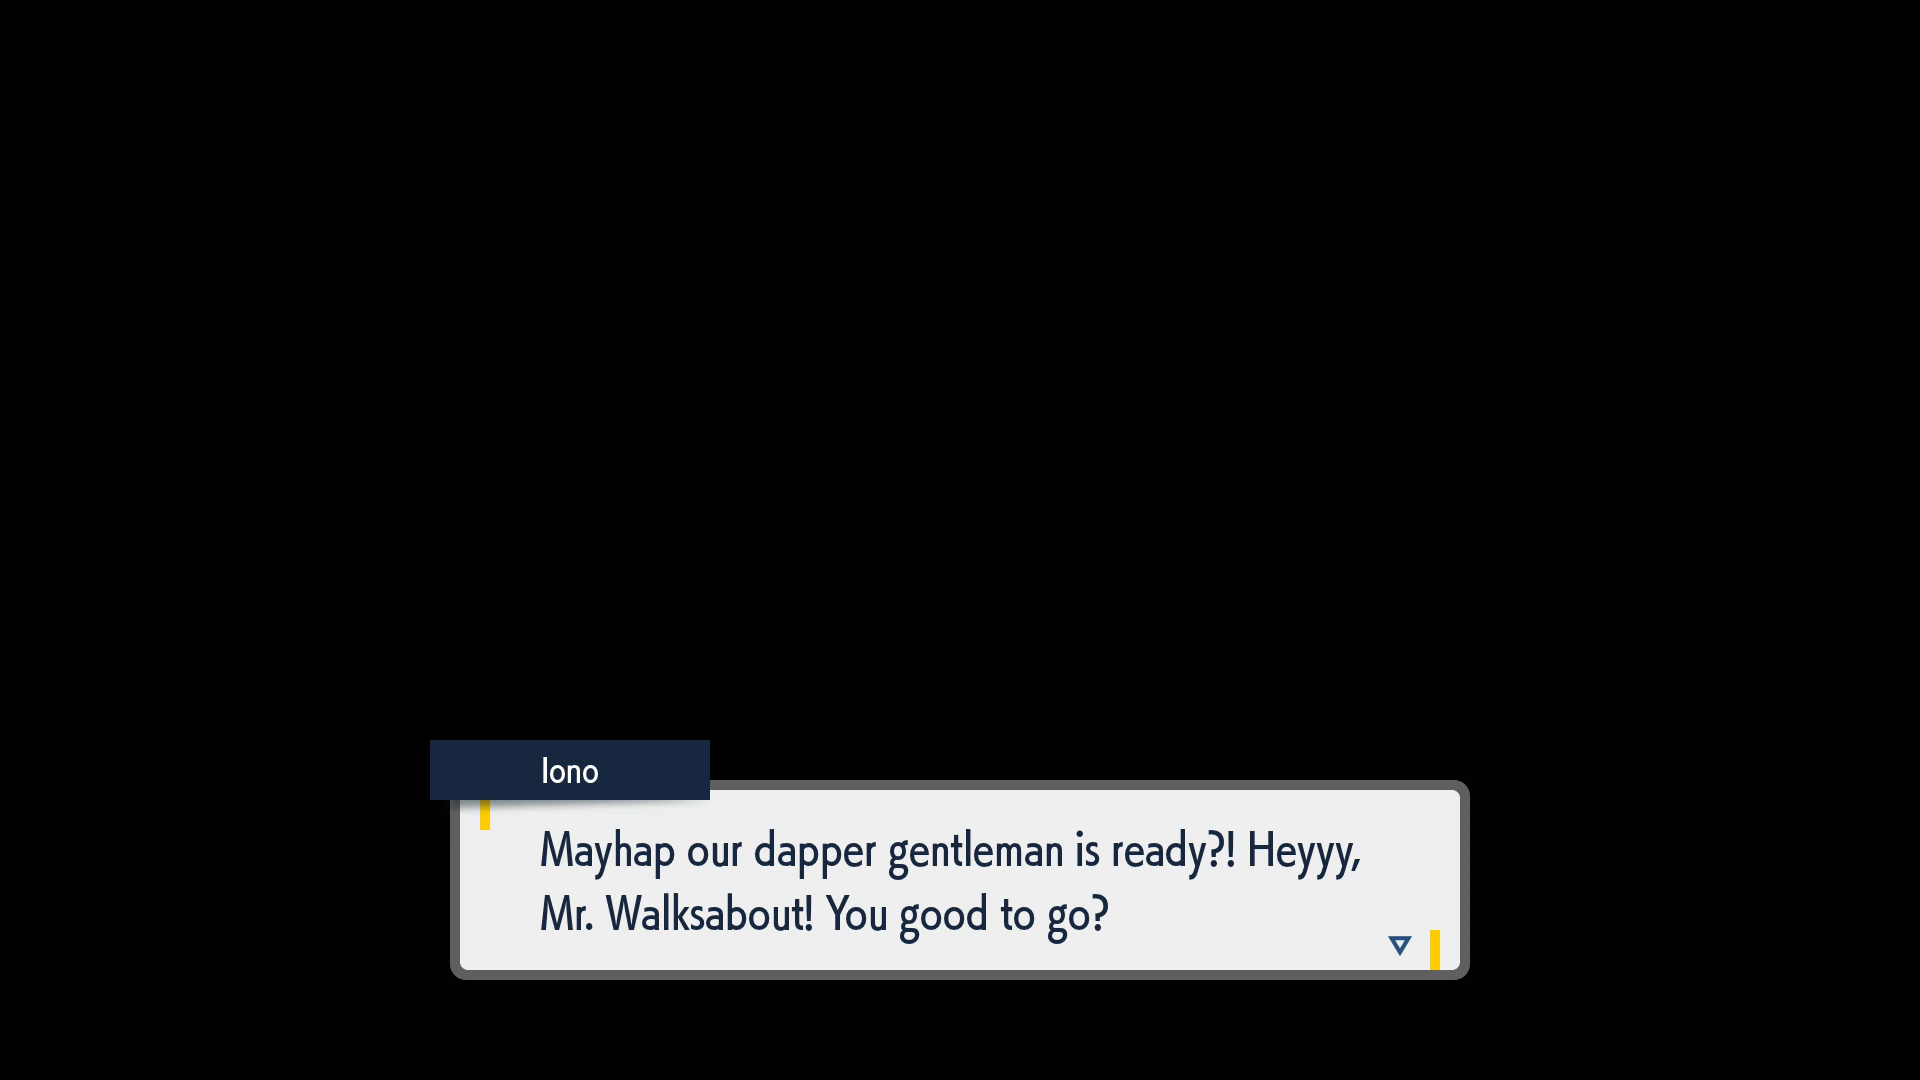 Iono
Mayhap our dapper gentleman is ready?! Heyyy,
Mr. Walksabout! You good to go?